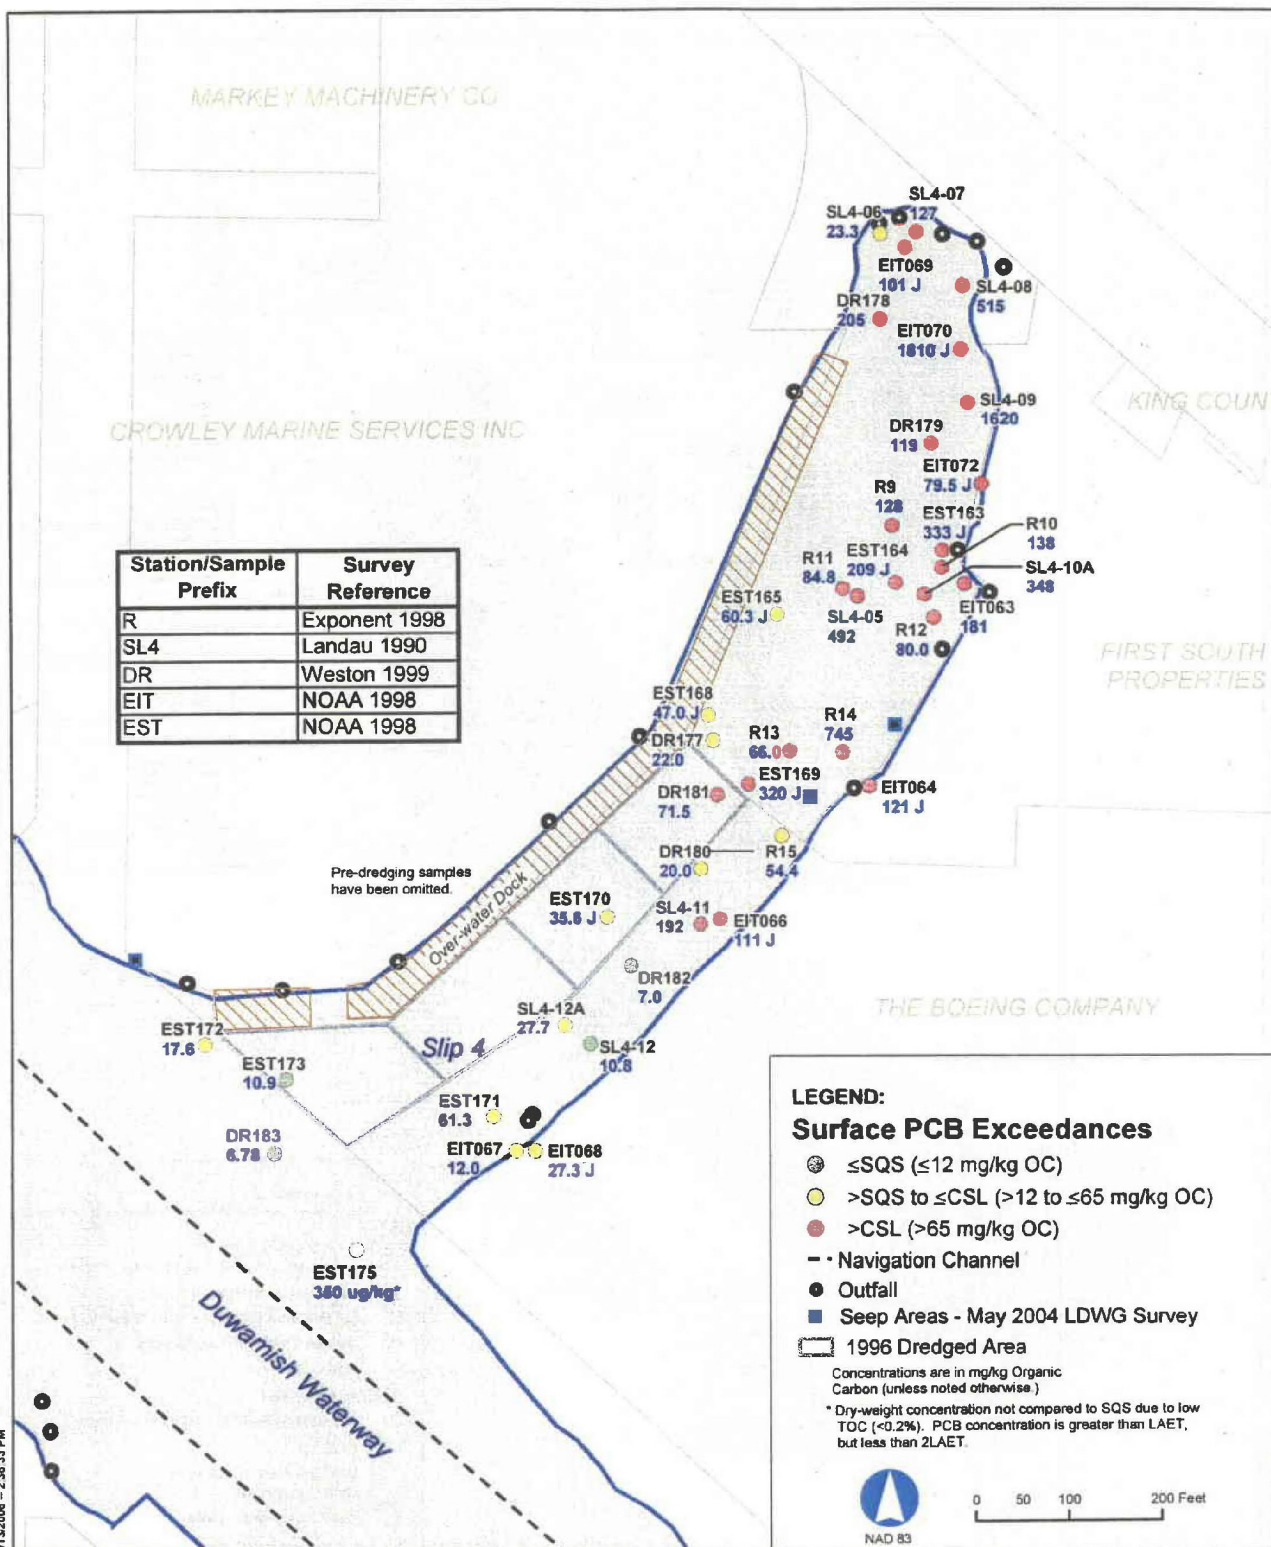 MARKEY MACHINERY CO
SL4-07
127
SL4-06
23.3
EIT069
101 J
SL4-08
515
DR178
205
EIT070
1810 J
KING COUN
SL4-09
1620
CROWLEY MARINE SERVICES INC
DR179
119
EIT072
79.5 J
R9
128
EST163
333 J
R10
138
SL4-10A
348
R11
84.8
EST164
209 J
EST165
60.3 J
SL4-05
492
EIT063
181
J
R12
80.0
Station/Sample Prefix
Survey Reference
R Exponent 1998
SL4 Landau 1990
DR Weston 1999
EIT NOAA 1998
EST NOAA 1998
FIRST SOUTH
PROPERTIES
EST168
47.0 J
DR177
22.0
R13
66.0
R14
745
EST169
320 J
EIT064
121 J
DR181
71.5
DR180
20.0
R15
54.4
Pre-dredging samples
have been omitted.
Over-water Dock
EST170
35.6 J
SL4-11
192
EIT066
111 J
DR182
7.0
THE BOEING COMPANY
SL4-12A
27.7
SL4-12
10.8
Slip 4
EST172
17.6
EST173
10.9
EST171
61.3
DR183
6.78
EIT067
12.0
EIT068
27.3 J
EST175
350 ug/kg*
Duwamish Waterway
LEGEND:
Surface PCB Exceedances
≤SQS (≤12 mg/kg OC)
>SQS to ≤CSL (>12 to ≤65 mg/kg OC)
>CSL (>65 mg/kg OC)
Navigation Channel
Outfall
Seep Areas - May 2004 LDWG Survey
1996 Dredged Area
Concentrations are in mg/kg Organic
Carbon (unless noted otherwise.)
* Dry-weight concentration not compared to SQS due to low
TOC (<0.2%). PCB concentration is greater than LAET,
but less than 2LAET.
NAD 83
0 50 100 200 Feet
2:36:33 PM